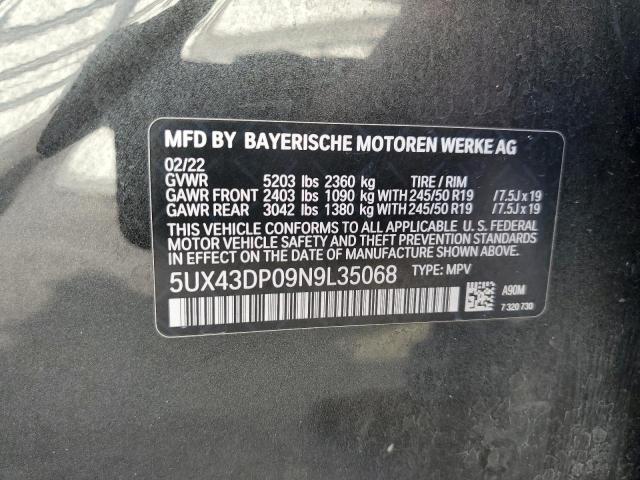 MFD BY BAYERISCHE MOTOREN WERKE AG
02/22
GVWR 5203 lbs 2360 kg TIRE / RIM
GAWR FRONT 2403 lbs 1090 kg WITH 245/50 R19 /7.5J x 19
GAWR REAR 3042 lbs 1380 kg WITH 245/50 R19 /7.5J x 19
THIS VEHICLE CONFORMS TO ALL APPLICABLE U.S. FEDERAL
MOTOR VEHICLE SAFETY AND THEFT PREVENTION STANDARDS
IN EFFECT ON THE DATE OF MANUFACTURE SHOWN ABOVE.
5UX43DP09N9L35068 TYPE: MPV
A90M
7 320 730